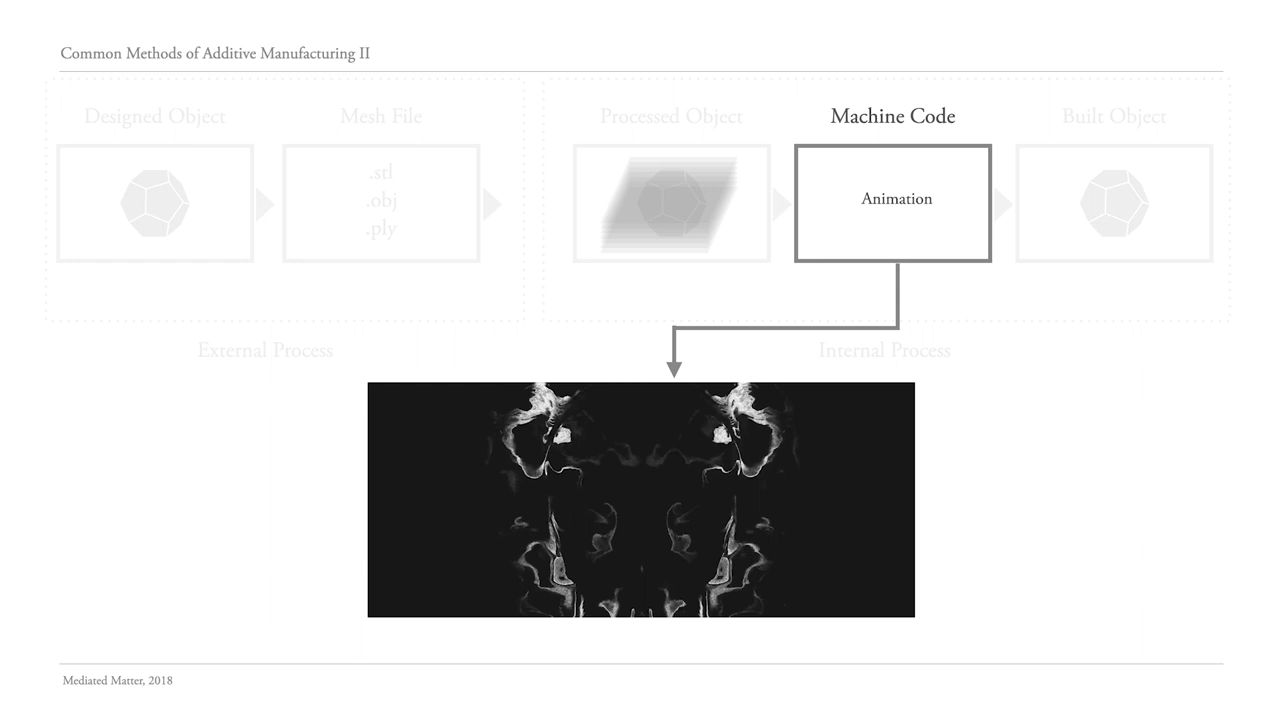 Common Methods of Additive Manufacturing II
Designed Object
Mesh File
Processed Object
Machine Code
Built Object
.stl
.obj
.ply
Animation
External Process
Internal Process
Mediated Matter, 2018